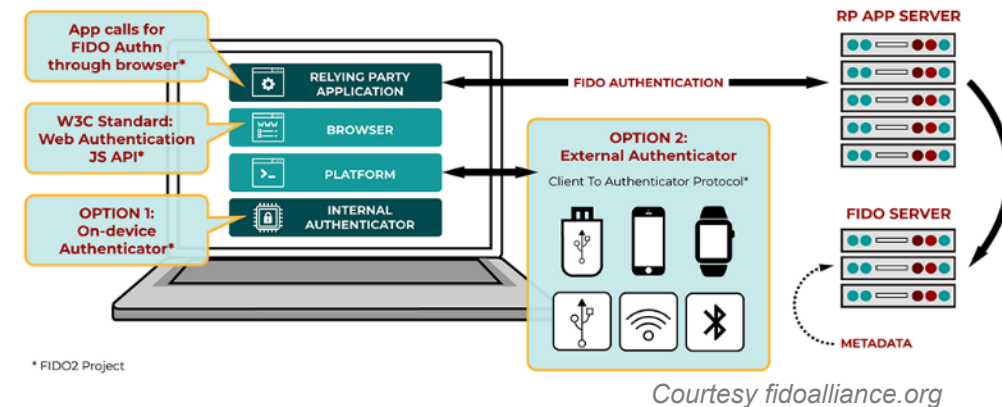 App calls for
FIDO Authn
through browser*
W3C Standard:
Web Authentication
JS API*
OPTION 1:
On-device
Authenticator*
RELYING PARTY
APPLICATION
BROWSER
PLATFORM
INTERNAL
AUTHENTICATOR
FIDO AUTHENTICATION
OPTION 2:
External Authenticator
Client To Authenticator Protocol*
RP APP SERVER
FIDO SERVER
METADATA
* FIDO2 Project
Courtesy fidoalliance.org